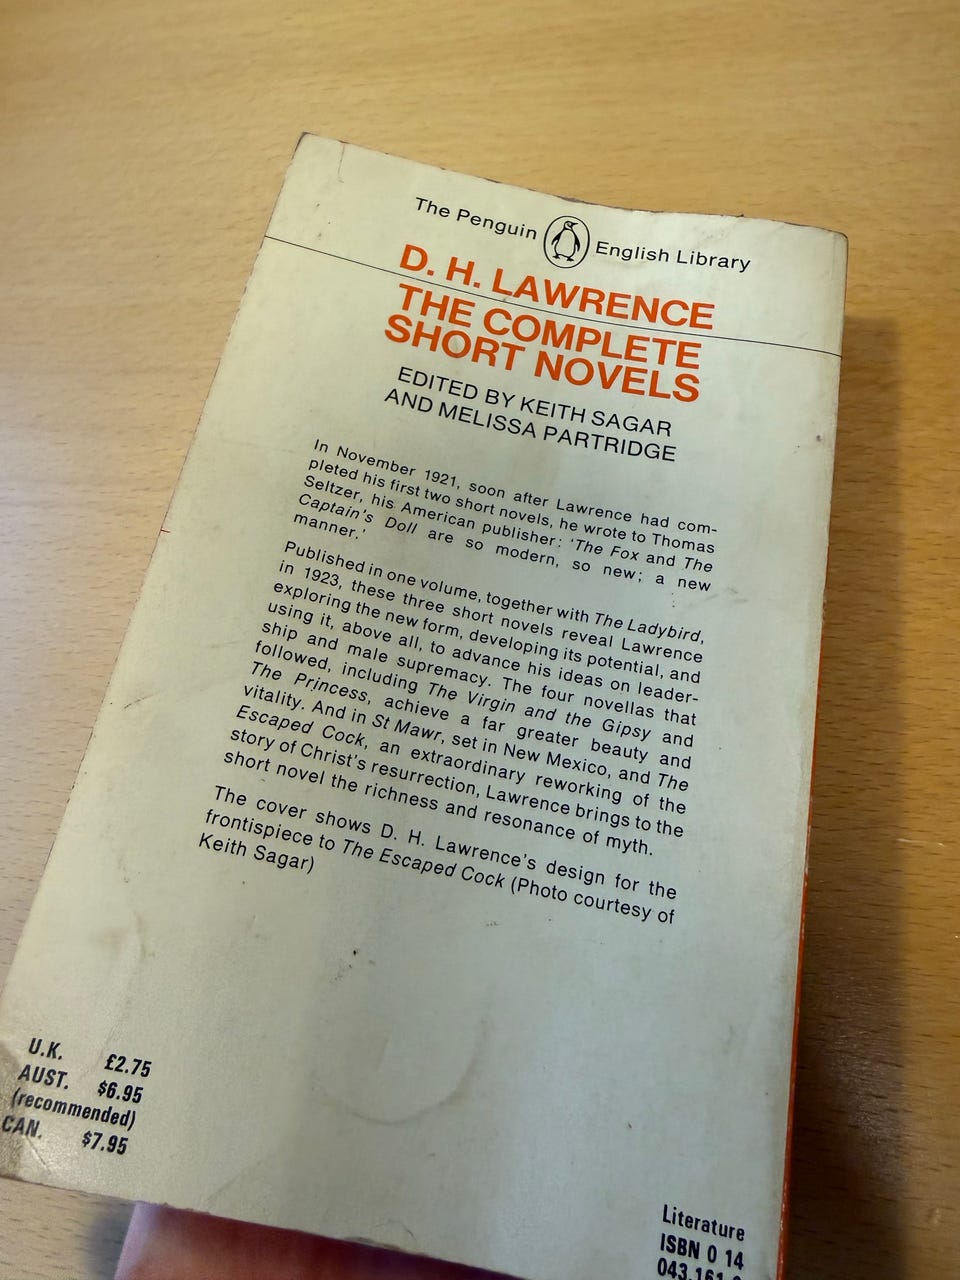 The Penguin English Library
D. H. LAWRENCE
THE COMPLETE
SHORT NOVELS
EDITED BY KEITH SAGAR
AND MELISSA PARTRIDGE
In November 1921, soon after Lawrence had com-
pleted his first two short novels, he wrote to Thomas
Seltzer, his American publisher: 'The Fox and The
Captain's Doll are so modern, so new; a new
manner.'
Published in one volume, together with The Ladybird,
in 1923, these three short novels reveal Lawrence
exploring the new form, developing its potential, and
using it, above all, to advance his ideas on leader-
ship and male supremacy. The four novellas that
followed, including The Virgin and the Gipsy and
The Princess, achieve a far greater beauty and
vitality. And in St Mawr, set in New Mexico, and The
Escaped Cock, an extraordinary reworking of the
story of Christ's resurrection, Lawrence brings to the
short novel the richness and resonance of myth.
The cover shows D. H. Lawrence's design for the
frontispiece to The Escaped Cock (Photo courtesy of
Keith Sagar)
U.K. £2.75
AUST. $6.95
(recommended)
CAN. $7.95
Literature
ISBN 0 14
043.161